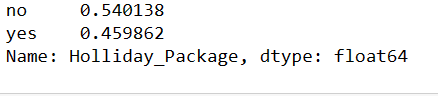 no     0.540138
yes    0.459862
Name: Holliday_Package, dtype: float64